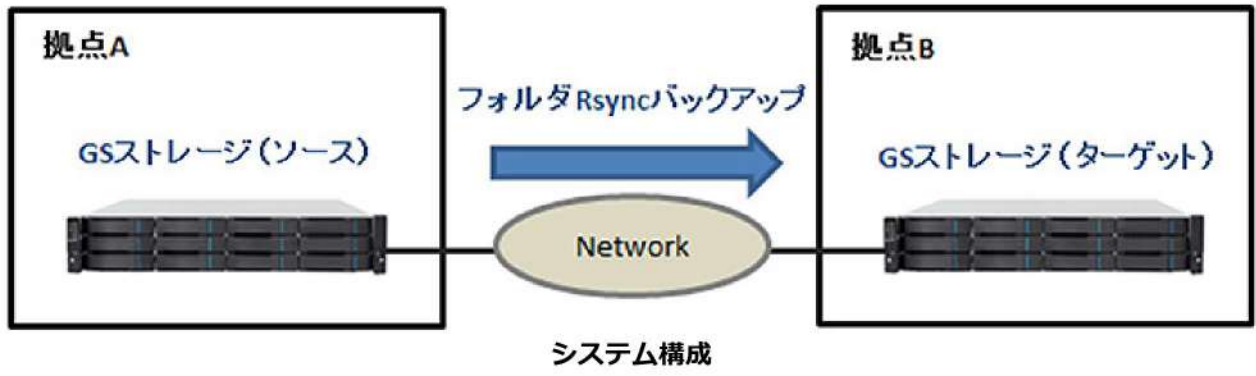 拠点A
拠点B
フォルダRsyncバックアップ
GSストレージ(ソース)
GSストレージ(ターゲット)
Network
システム構成